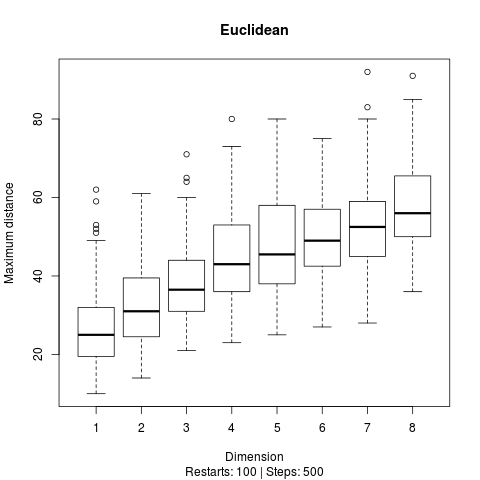 Euclidean
Maximum distance
80
60
40
20
1 2 3 4 5 6 7 8
Dimension
Restarts: 100 | Steps: 500